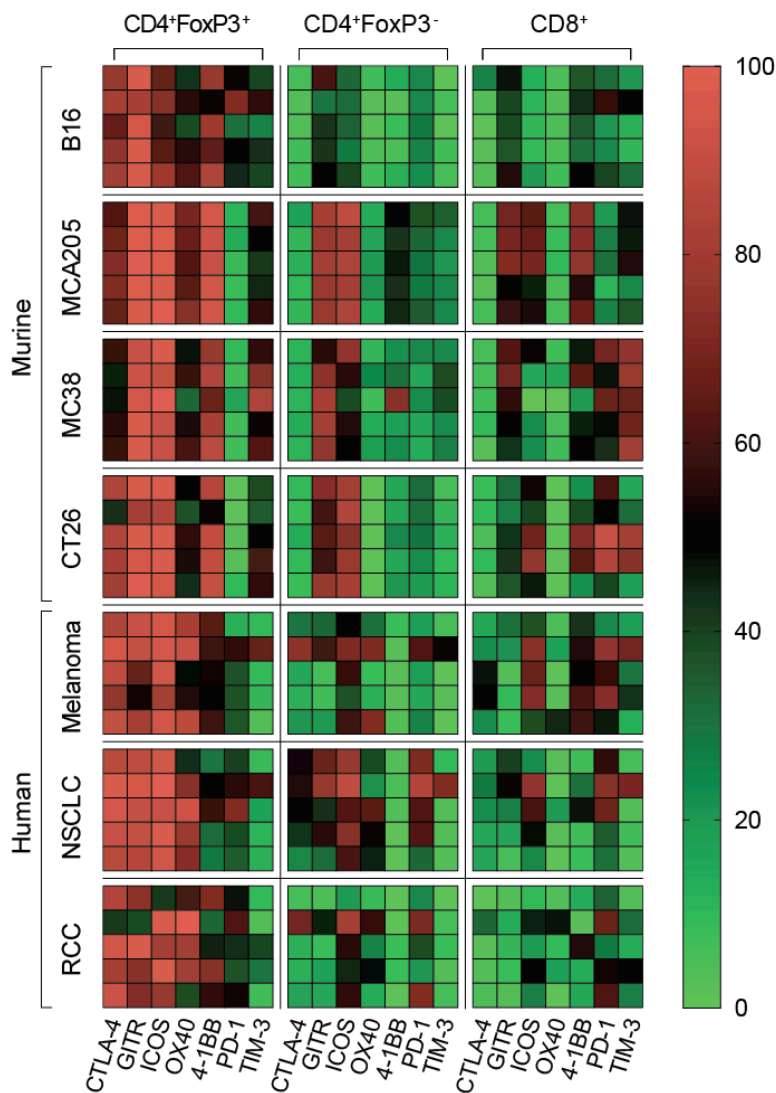 CD4⁺FoxP3⁺ CD4⁺FoxP3⁻ CD8⁺
Murine
B16
MCA205
MC38
CT26
Human
Melanoma
NSCLC
RCC
100
80
60
40
20
0
CTLA-4 GITR ICOS OX40 4-1BB PD-1 TIM-3 CTLA-4 GITR ICOS OX40 4-1BB PD-1 TIM-3 CTLA-4 GITR ICOS OX40 4-1BB PD-1 TIM-3